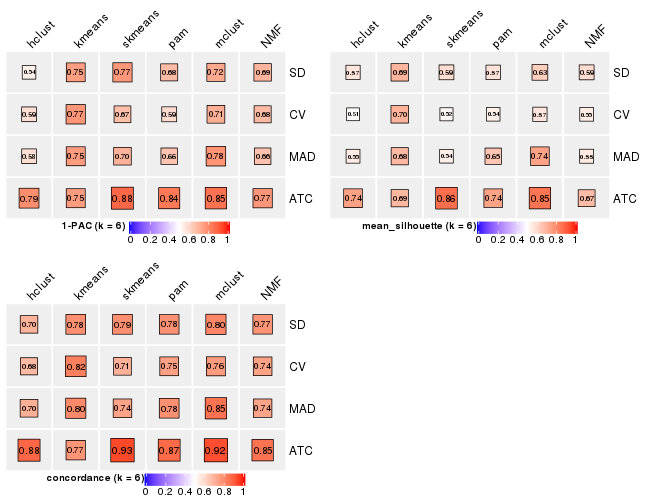 hclust kmeans skmeans pam mclust NMF
0.54 0.75 0.77 0.68 0.72 0.69 SD
0.59 0.77 0.67 0.59 0.71 0.68 CV
0.58 0.75 0.70 0.66 0.78 0.66 MAD
0.79 0.75 0.88 0.84 0.85 0.77 ATC
1-PAC (k = 6)
0 0.2 0.4 0.6 0.8 1
hclust kmeans skmeans pam mclust NMF
0.57 0.69 0.59 0.57 0.63 0.59 SD
0.51 0.70 0.52 0.54 0.57 0.55 CV
0.55 0.68 0.54 0.65 0.74 0.55 MAD
0.74 0.69 0.86 0.74 0.85 0.67 ATC
mean_silhouette (k = 6)
0 0.2 0.4 0.6 0.8 1
hclust kmeans skmeans pam mclust NMF
0.70 0.78 0.79 0.78 0.80 0.77 SD
0.68 0.82 0.71 0.75 0.76 0.74 CV
0.70 0.80 0.74 0.78 0.85 0.74 MAD
0.88 0.77 0.93 0.87 0.92 0.85 ATC
concordance (k = 6)
0 0.2 0.4 0.6 0.8 1